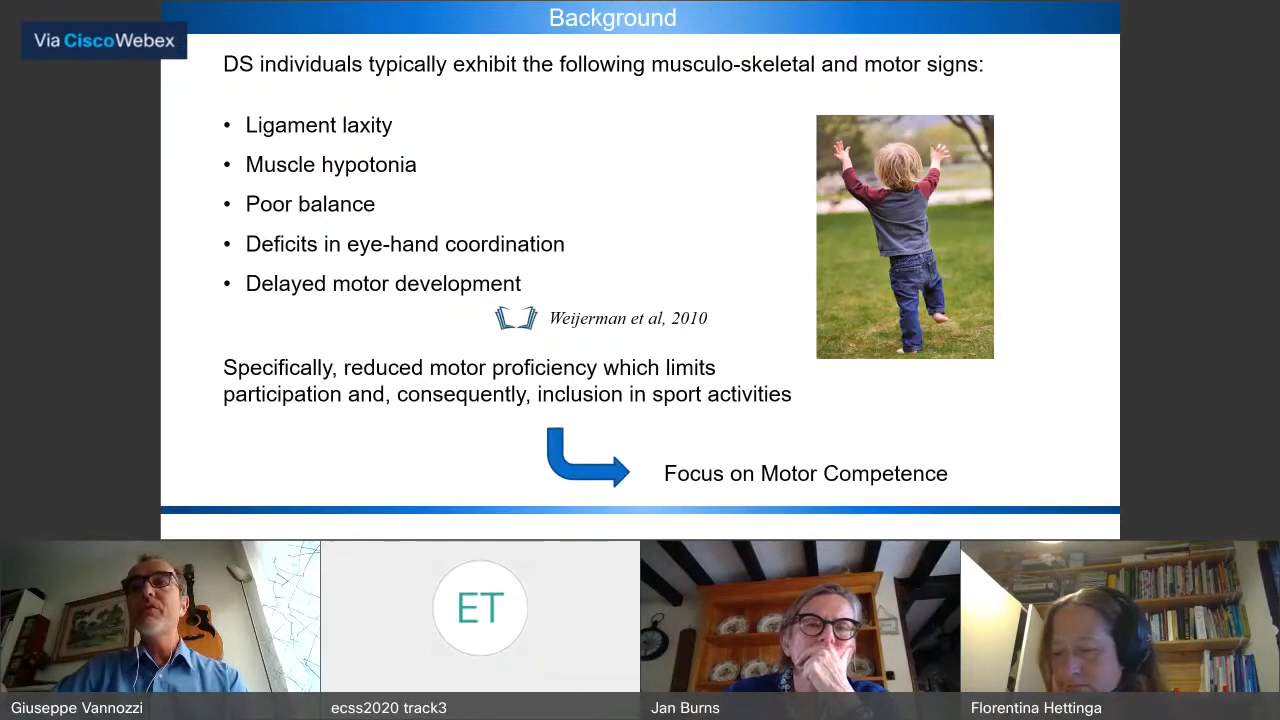 Background
Via Cisco Webex
DS individuals typically exhibit the following musculo-skeletal and motor signs:
• Ligament laxity
• Muscle hypotonia
• Poor balance
• Deficits in eye-hand coordination
• Delayed motor development
Weijerman et al, 2010
Specifically, reduced motor proficiency which limits
participation and, consequently, inclusion in sport activities
Focus on Motor Competence
ET
Giuseppe Vannozzi
ecss2020 track3
Jan Burns
Florentina Hettinga